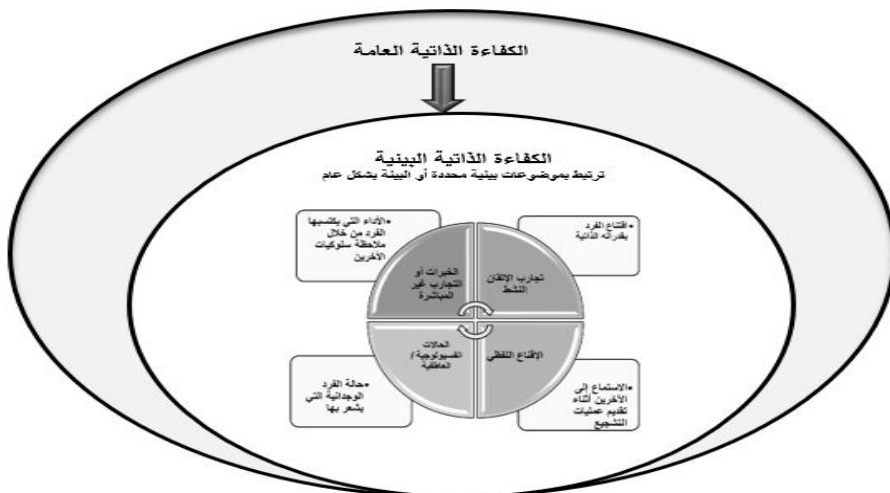 الكفاءة الذاتية العامة
الكفاءة الذاتية البيئية
ترتبط بموضوعات بيئية محددة أو البيئة بشكل عام
•اقتناع الفرد
بقدراته الذاتية
تجارب الإتقان
النشط
•الأداء التي يكتسبها
الفرد من خلال
ملاحظة سلوكيات
الآخرين
الخبرات أو
التجارب غير
المباشرة
الإقناع اللفظي
•الاستماع إلى
الآخرين أثناء
تقديم عمليات
التشجيع
الحالات
الفسيولوجية /
العاطفية
•حالة الفرد
الوجدانية التي
يشعر بها